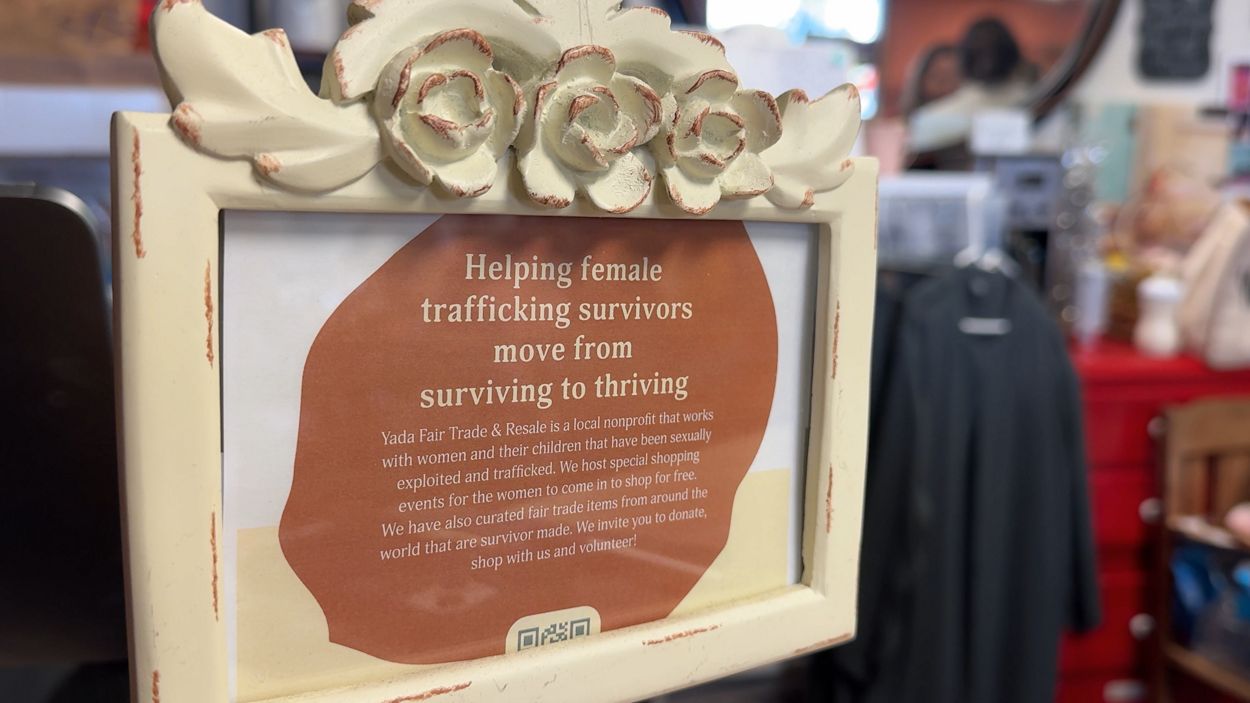 Helping female
trafficking survivors
move from
surviving to thriving
Yada Fair Trade & Resale is a local nonprofit that works
with women and their children that have been sexually
exploited and trafficked. We host special shopping
events for the women to come in to shop for free.
We have also curated fair trade items from around the
world that are survivor made. We invite you to donate,
shop with us and volunteer!